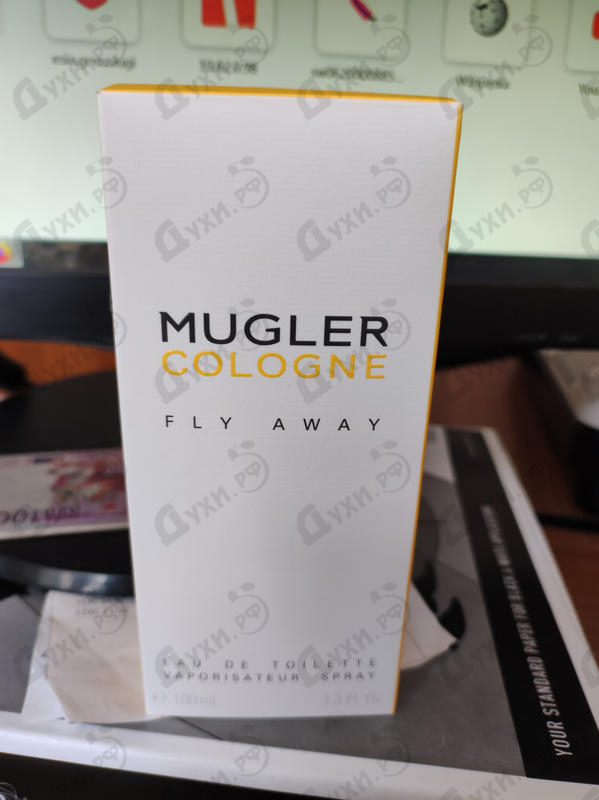 MUGLER
COLOGNE
FLY AWAY
EAU DE TOILETTE
VAPORISATEUR SPRAY
100 ml
3.3 Fl. Oz
Wikipedia
You
YOUR STANDARD PAPER FOR BLACK & WHITE
Духи.рф